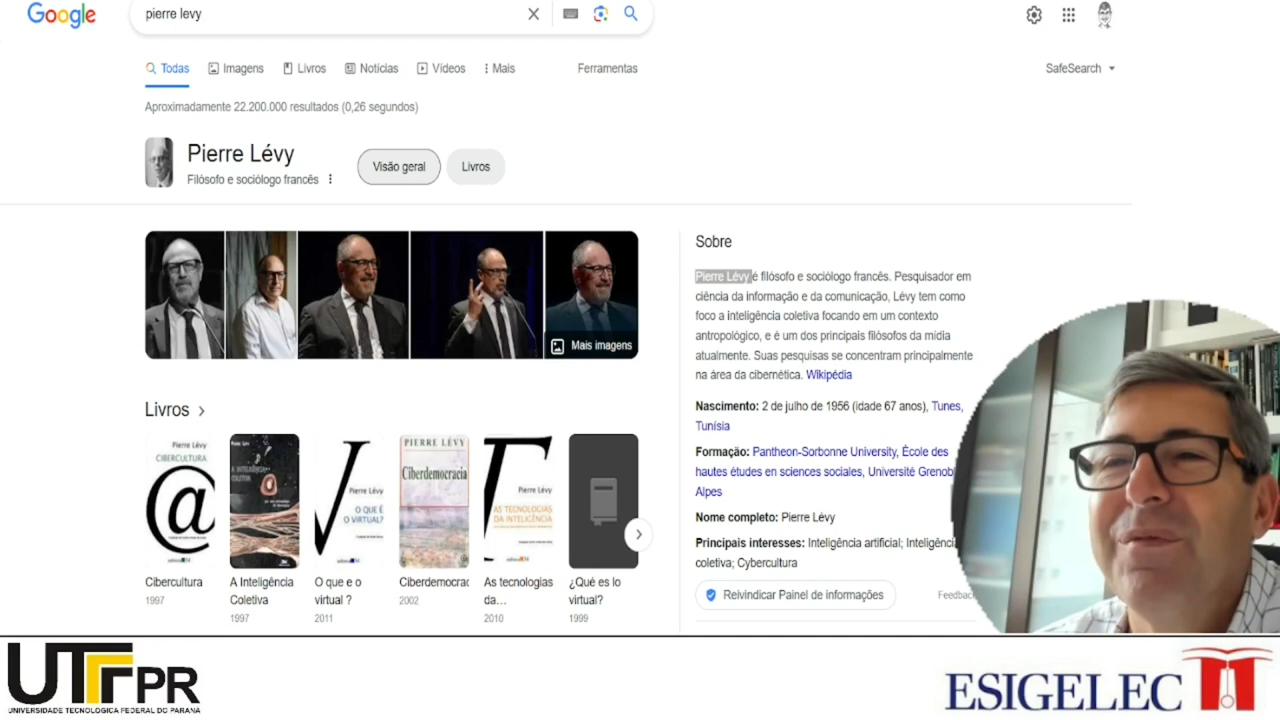 Google
pierre levy
Todas
Imagens
Livros
Notícias
Vídeos
Mais
Ferramentas
SafeSearch
Aproximadamente 22.200.000 resultados (0,26 segundos)
Pierre Lévy
Filósofo e sociólogo francês
Visão geral
Livros
Mais imagens
Livros
Pierre Lévy
CIBERCULTURA
@
A INTELIGÊNCIA
COLETIVA
Pierre Lévy
O QUE É
O VIRTUAL?
PIERRE LÉVY
Ciberdemocracia
Pierre Lévy
AS TECNOLOGIAS
DA INTELIGÊNCIA
Cibercultura
1997
A Inteligência
Coletiva
1997
O que e o
virtual ?
2011
Ciberdemocrac
2002
As tecnologias
da...
2010
¿Qué es lo
virtual?
1999
Sobre
Pierre Lévy é filósofo e sociólogo francês. Pesquisador em
ciência da informação e da comunicação, Lévy tem como
foco a inteligência coletiva focando em um contexto
antropológico, e é um dos principais filósofos da mídia
atualmente. Suas pesquisas se concentram principalmente
na área da cibernética. Wikipédia
Nascimento: 2 de julho de 1956 (idade 67 anos), Tunes,
Tunísia
Formação: Pantheon-Sorbonne University, École des
hautes études en sciences sociales, Université Grenobl
Alpes
Nome completo: Pierre Lévy
Principais interesses: Inteligência artificial; Inteligênci
coletiva; Cybercultura
Reivindicar Painel de informações
Feedbac
UTFPR
UNIVERSIDADE TECNOLÓGICA FEDERAL DO PARANÁ
ESIGELEC